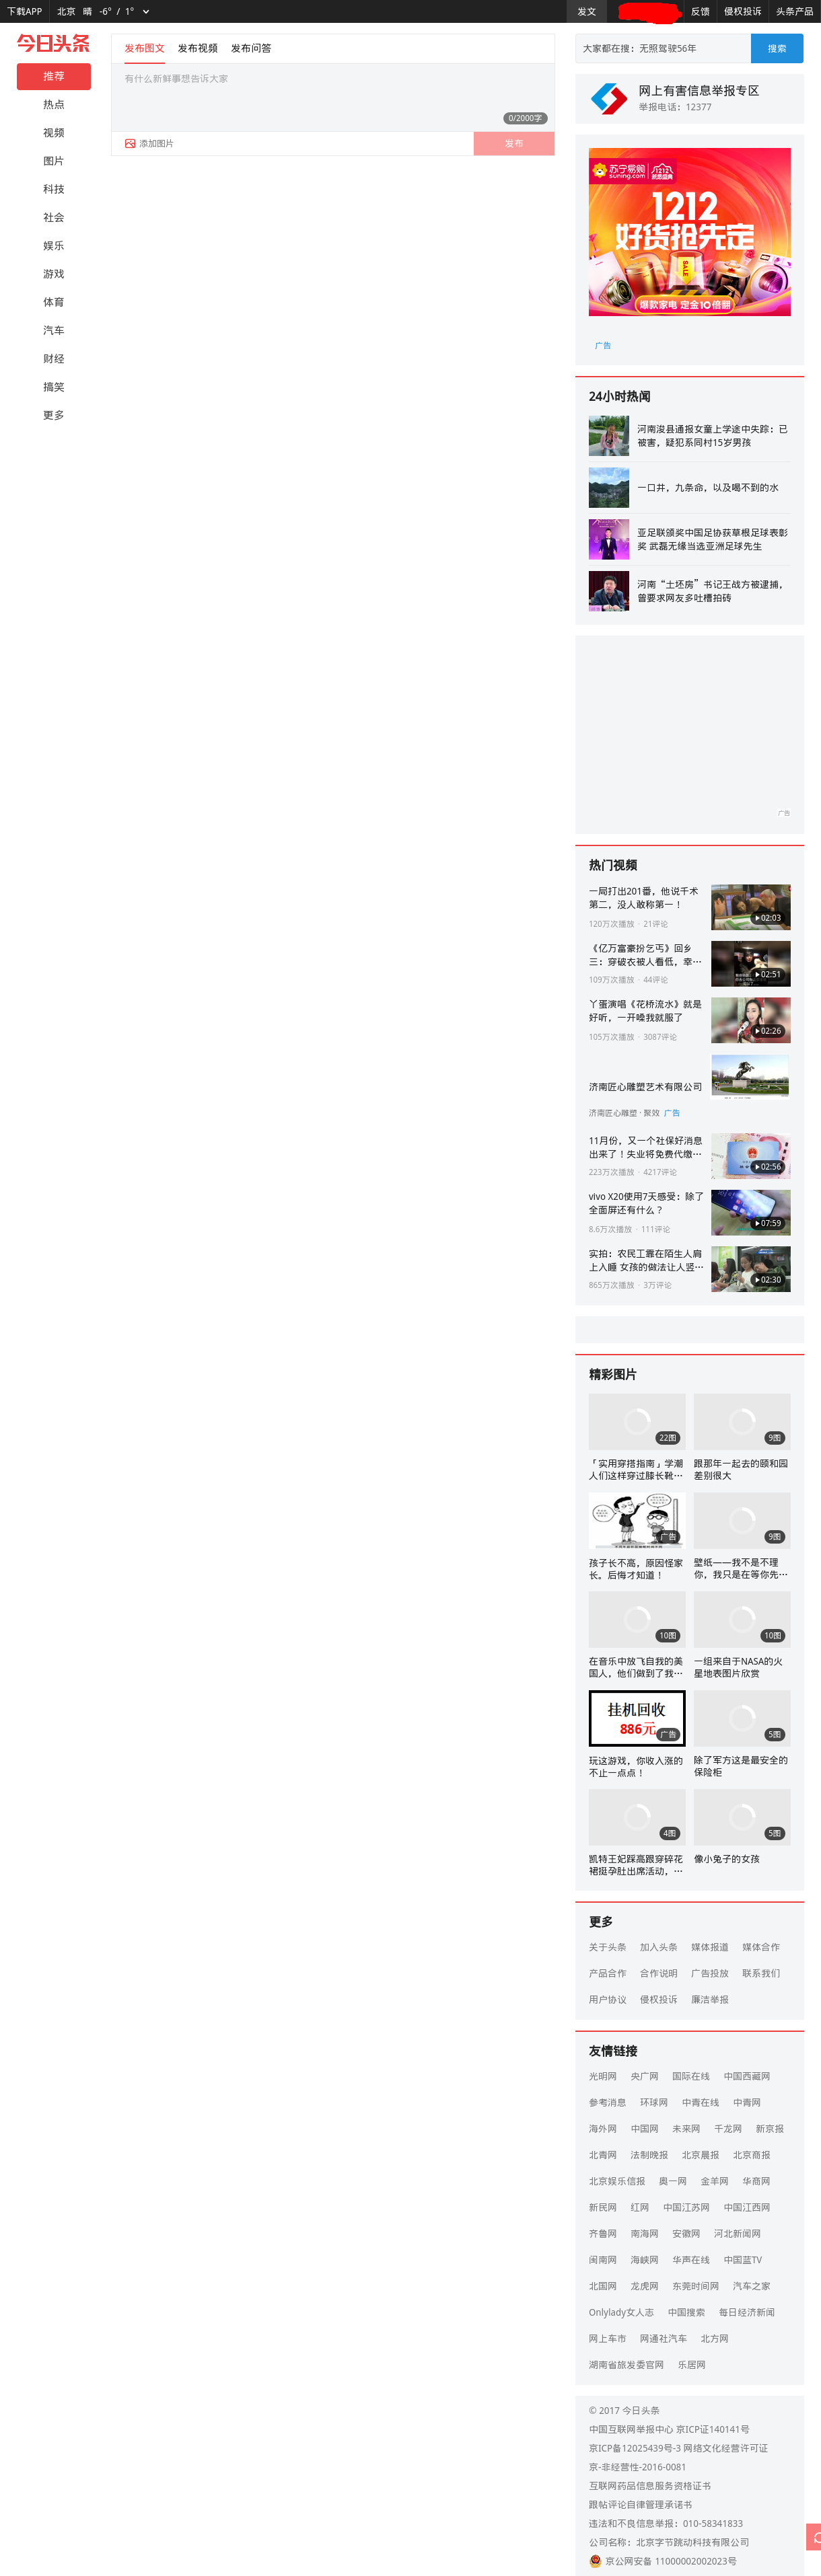 下载APP 北京 晴 -6° / 1° 发文 反馈 侵权投诉 头条产品
今日头条
推荐
热点
视频
图片
科技
社会
娱乐
游戏
体育
汽车
财经
搞笑
更多
发布图文 发布视频 发布问答
有什么新鲜事想告诉大家
0/2000字
添加图片 发布
大家都在搜：无照驾驶56年 搜索
网上有害信息举报专区
举报电话：12377
苏宁易购
suning.com
1212
1212
好货抢先定
SALE
爆款家电 定金10倍翻
广告
24小时热闻
河南浚县通报女童上学途中失踪：已
被害，疑犯系同村15岁男孩
一口井，九条命，以及喝不到的水
亚足联颁奖中国足协获草根足球表彰
奖 武磊无缘当选亚洲足球先生
河南“土坯房”书记王战方被逮捕，
曾要求网友多吐槽拍砖
广告
热门视频
一局打出201番，他说千术
第二，没人敢称第一！
120万次播放 · 21评论
02:03
《亿万富豪扮乞丐》回乡
三：穿破衣被人看低，幸…
109万次播放 · 44评论
02:51
丫蛋演唱《花桥流水》就是
好听，一开嗓我就服了
105万次播放 · 3087评论
02:26
济南匠心雕塑艺术有限公司
济南匠心雕塑 · 聚效 广告
11月份，又一个社保好消息
出来了！失业将免费代缴…
223万次播放 · 4217评论
02:56
vivo X20使用7天感受：除了
全面屏还有什么？
8.6万次播放 · 111评论
07:59
实拍：农民工靠在陌生人肩
上入睡 女孩的做法让人竖…
865万次播放 · 3万评论
02:30
精彩图片
22图 9图
「实用穿搭指南」学潮
人们这样穿过膝长靴…
跟那年一起去的颐和园
差别很大
广告 9图
孩子长不高，原因怪家
长。后悔才知道！
壁纸——我不是不理
你，我只是在等你先…
10图 10图
在音乐中放飞自我的美
国人，他们做到了我…
一组来自于NASA的火
星地表图片欣赏
挂机回收
886元
广告 5图
玩这游戏，你收入涨的
不止一点点！
除了军方这是最安全的
保险柜
4图 5图
凯特王妃踩高跟穿碎花
裙挺孕肚出席活动，…
像小兔子的女孩
更多
关于头条 加入头条 媒体报道 媒体合作
产品合作 合作说明 广告投放 联系我们
用户协议 侵权投诉 廉洁举报
友情链接
光明网 央广网 国际在线 中国西藏网
参考消息 环球网 中青在线 中青网
海外网 中国网 未来网 千龙网 新京报
北青网 法制晚报 北京晨报 北京商报
北京娱乐信报 奥一网 金羊网 华商网
新民网 红网 中国江苏网 中国江西网
齐鲁网 南海网 安徽网 河北新闻网
闽南网 海峡网 华声在线 中国蓝TV
北国网 龙虎网 东莞时间网 汽车之家
Onlylady女人志 中国搜索 每日经济新闻
网上车市 网通社汽车 北方网
湖南省旅发委官网 乐居网
© 2017 今日头条
中国互联网举报中心 京ICP证140141号
京ICP备12025439号-3 网络文化经营许可证
京-非经营性-2016-0081
互联网药品信息服务资格证书
跟帖评论自律管理承诺书
违法和不良信息举报：010-58341833
公司名称：北京字节跳动科技有限公司
京公网安备 11000002002023号